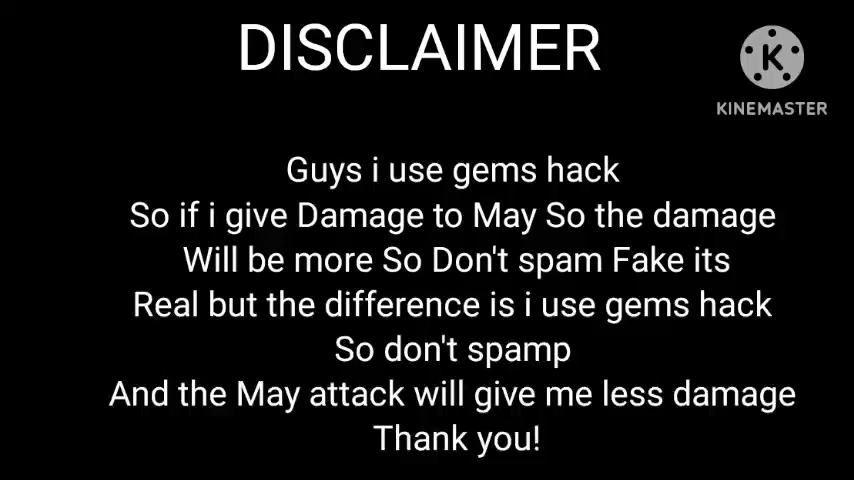 DISCLAIMER
KINEMASTER
Guys i use gems hack
So if i give Damage to May So the damage
Will be more So Don't spam Fake its
Real but the difference is i use gems hack
So don't spamp
And the May attack will give me less damage
Thank you!